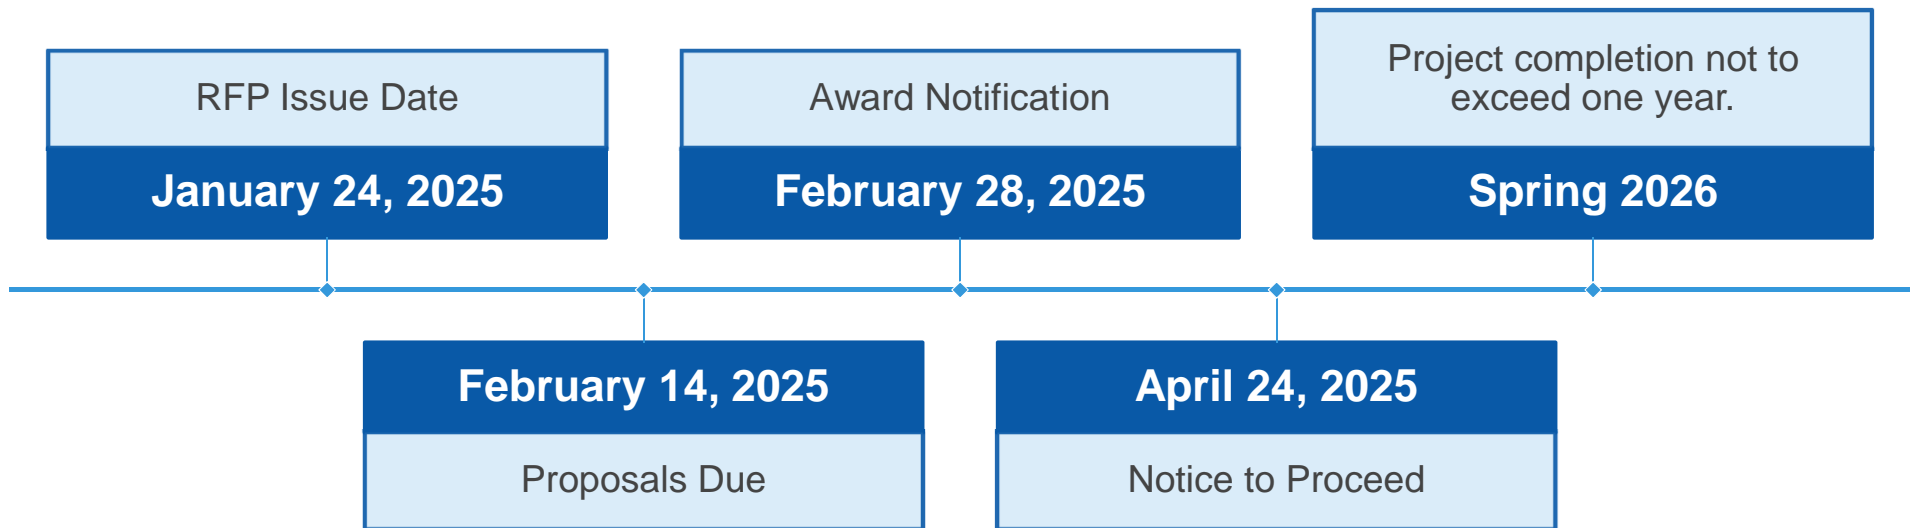 RFP Issue Date
January 24, 2025
February 14, 2025
Proposals Due
Award Notification
February 28, 2025
April 24, 2025
Notice to Proceed
Project completion not to
exceed one year.
Spring 2026